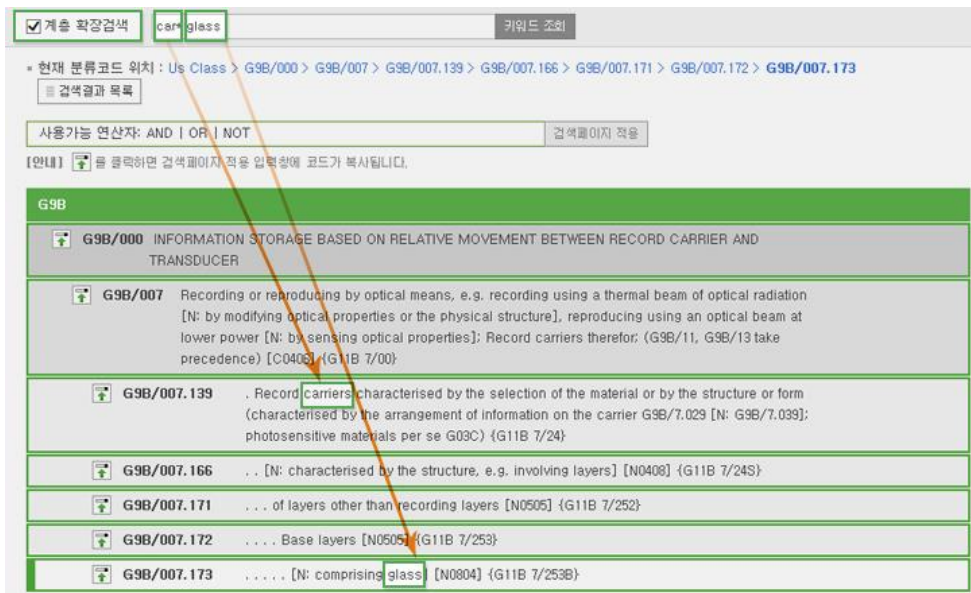 계층 확장검색 car* glass 키워드 조회
현재 분류코드 위치 : Us Class > G9B/000 > G9B/007 > G9B/007.139 > G9B/007.166 > G9B/007.171 > G9B/007.172 > G9B/007.173
검색결과 목록
사용가능 연산자: AND | OR | NOT 검색페이지 적용
[안내] 를 클릭하면 검색페이지 적용 입력창에 코드가 복사됩니다.
G9B
G9B/000 INFORMATION STORAGE BASED ON RELATIVE MOVEMENT BETWEEN RECORD CARRIER AND
TRANSDUCER
G9B/007 Recording or reproducing by optical means, e.g. recording using a thermal beam of optical radiation
[N: by modifying optical properties or the physical structure], reproducing using an optical beam at
lower power [N: by sensing optical properties]; Record carriers therefor; (G9B/11, G9B/13 take
precedence) [C0406] {G11B 7/00}
G9B/007.139 . Record carriers characterised by the selection of the material or by the structure or form
(characterised by the arrangement of information on the carrier G9B/7.029 [N: G9B/7.039];
photosensitive materials per se G03C) {G11B 7/24}
G9B/007.166 . . [N: characterised by the structure, e.g. involving layers] [N0408] {G11B 7/24S}
G9B/007.171 . . . of layers other than recording layers [N0505] {G11B 7/252}
G9B/007.172 . . . . Base layers [N0505] {G11B 7/253}
G9B/007.173 . . . . . [N: comprising glass] [N0804] {G11B 7/253B}